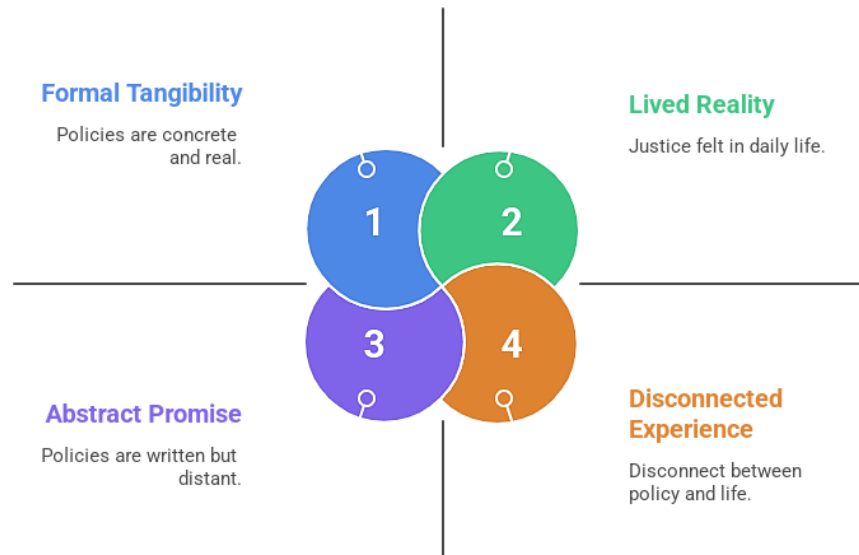 Formal Tangibility
Policies are concrete
and real.
Lived Reality
Justice felt in daily life.
1
2
3
4
Abstract Promise
Policies are written but
distant.
Disconnected
Experience
Disconnect between
policy and life.